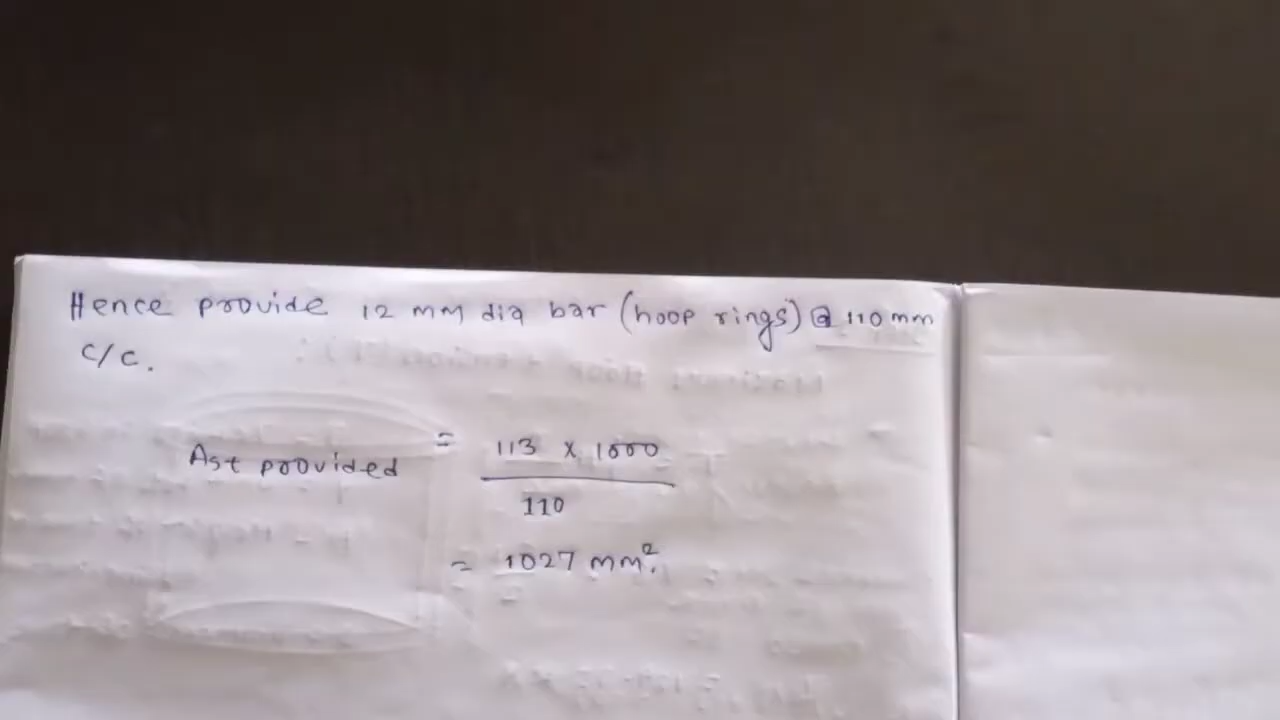 Hence provide 12 mm dia bar (hoop rings) @ 110 mm
c/c.
Ast provided = 113 x 1000
110
= 1027 mm².